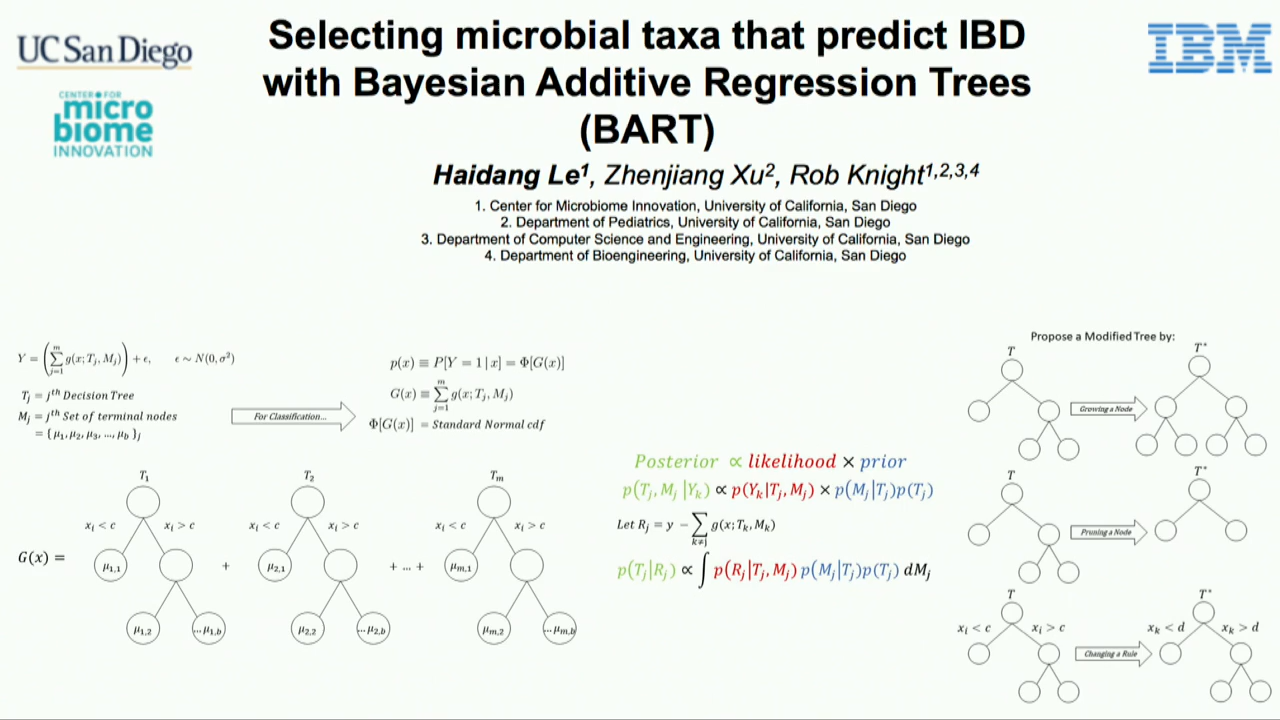 UC San Diego
CENTER FOR
micro
biome
INNOVATION
Selecting microbial taxa that predict IBD
with Bayesian Additive Regression Trees
(BART)
IBM
Haidang Le¹, Zhenjiang Xu², Rob Knight¹,²,³,⁴
1. Center for Microbiome Innovation, University of California, San Diego
2. Department of Pediatrics, University of California, San Diego
3. Department of Computer Science and Engineering, University of California, San Diego
4. Department of Bioengineering, University of California, San Diego
Y = (∑_{j=1}^{m} g(x; T_j, M_j)) + ϵ, ϵ ~ N(0, σ²)
T_j = j^{th} Decision Tree
M_j = j^{th} Set of terminal nodes
= {μ₁, μ₂, μ₃, ..., μ_b}_j
For Classification...
p(x) ≡ P[Y = 1 | x] = Φ[G(x)]
G(x) ≡ ∑_{j=1}^{m} g(x; T_j, M_j)
Φ[G(x)] = Standard Normal cdf
G(x) =
T₁
x_i < c x_i > c
μ_{1,1}
μ_{1,2} ...μ_{1,b}
+
T₂
x_i < c x_i > c
μ_{2,1}
μ_{2,2} ...μ_{2,b}
+ ... +
T_m
x_i < c x_i > c
μ_{m,1}
μ_{m,2} ...μ_{m,b}
Posterior ∝ likelihood × prior
p(T_j, M_j |Y_k) ∝ p(Y_k|T_j, M_j) × p(M_j|T_j)p(T_j)
Let R_j = y − ∑_{k≠j} g(x; T_k, M_k)
p(T_j|R_j) ∝ ∫ p(R_j|T_j, M_j) p(M_j|T_j)p(T_j) dM_j
Propose a Modified Tree by:
T T*
Growing a Node
T T*
Pruning a Node
T T*
x_i < c x_i > c x_k < d x_k > d
Changing a Rule